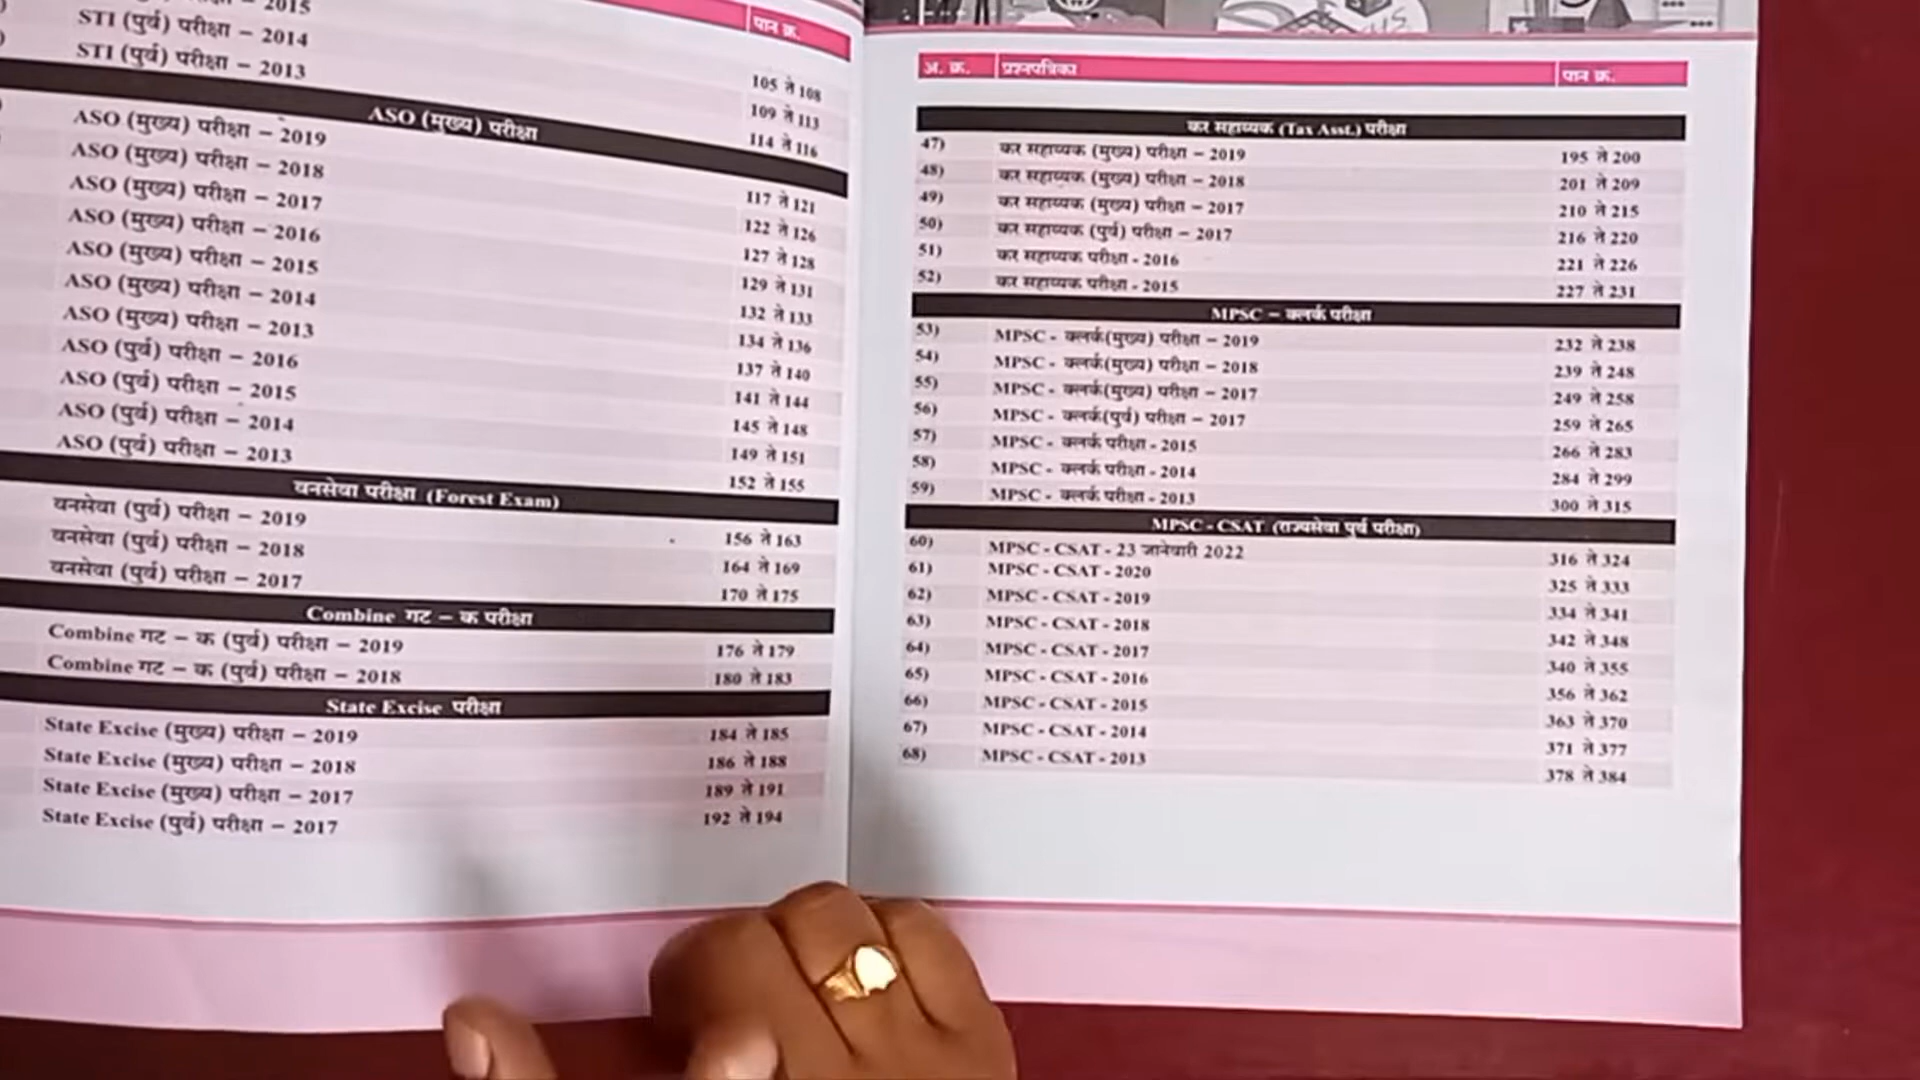 2015
STI (पुर्व) परीक्षा – 2014
STI (पुर्व) परीक्षा – 2013
पान क्र.
105 ते 108
109 ते 113
114 ते 116
ASO (मुख्य) परीक्षा
ASO (मुख्य) परीक्षा – 2019 117 ते 121
ASO (मुख्य) परीक्षा – 2018 122 ते 126
ASO (मुख्य) परीक्षा – 2017 127 ते 128
ASO (मुख्य) परीक्षा – 2016 129 ते 131
ASO (मुख्य) परीक्षा – 2015 132 ते 133
ASO (मुख्य) परीक्षा – 2014 134 ते 136
ASO (मुख्य) परीक्षा – 2013 137 ते 140
ASO (पुर्व) परीक्षा – 2016 141 ते 144
ASO (पुर्व) परीक्षा – 2015 145 ते 148
ASO (पुर्व) परीक्षा – 2014 149 ते 151
ASO (पुर्व) परीक्षा – 2013 152 ते 155
वनसेवा परीक्षा (Forest Exam)
वनसेवा (पुर्व) परीक्षा – 2019 156 ते 163
वनसेवा (पुर्व) परीक्षा – 2018 164 ते 169
वनसेवा (पुर्व) परीक्षा – 2017 170 ते 175
Combine गट – क परीक्षा
Combine गट – क (पुर्व) परीक्षा – 2019 176 ते 179
Combine गट – क (पुर्व) परीक्षा – 2018 180 ते 183
State Excise परीक्षा
State Excise (मुख्य) परीक्षा – 2019 184 ते 185
State Excise (मुख्य) परीक्षा – 2018 186 ते 188
State Excise (मुख्य) परीक्षा – 2017 189 ते 191
State Excise (पुर्व) परीक्षा – 2017 192 ते 194
अ. क्र. प्रश्नपत्रिका पान क्र.
कर सहाय्यक (Tax Asst.) परीक्षा
47) कर सहाय्यक (मुख्य) परीक्षा – 2019 195 ते 200
48) कर सहाय्यक (मुख्य) परीक्षा – 2018 201 ते 209
49) कर सहाय्यक (मुख्य) परीक्षा – 2017 210 ते 215
50) कर सहाय्यक (पुर्व) परीक्षा – 2017 216 ते 220
51) कर सहाय्यक परीक्षा - 2016 221 ते 226
52) कर सहाय्यक परीक्षा - 2015 227 ते 231
MPSC – क्लर्क परीक्षा
53) MPSC - क्लर्क(मुख्य) परीक्षा – 2019 232 ते 238
54) MPSC - क्लर्क(मुख्य) परीक्षा – 2018 239 ते 248
55) MPSC - क्लर्क(मुख्य) परीक्षा – 2017 249 ते 258
56) MPSC - क्लर्क(पुर्व) परीक्षा – 2017 259 ते 265
57) MPSC - क्लर्क परीक्षा - 2015 266 ते 283
58) MPSC - क्लर्क परीक्षा - 2014 284 ते 299
59) MPSC - क्लर्क परीक्षा - 2013 300 ते 315
MPSC - CSAT (राज्यसेवा पुर्व परीक्षा)
60) MPSC - CSAT - 23 जानेवारी 2022 316 ते 324
61) MPSC - CSAT - 2020 325 ते 333
62) MPSC - CSAT - 2019 334 ते 341
63) MPSC - CSAT - 2018 342 ते 348
64) MPSC - CSAT - 2017 340 ते 355
65) MPSC - CSAT - 2016 356 ते 362
66) MPSC - CSAT - 2015 363 ते 370
67) MPSC - CSAT - 2014 371 ते 377
68) MPSC - CSAT - 2013 378 ते 384